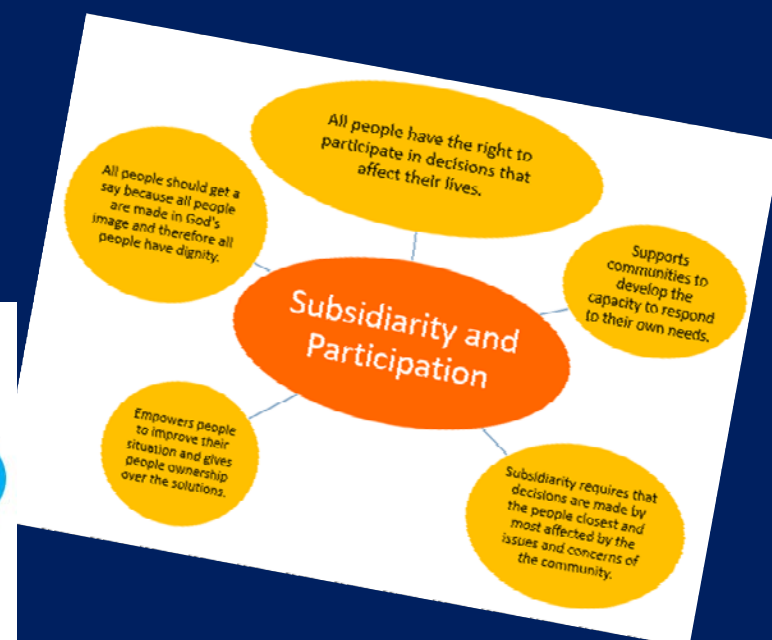 All people have the right to
participate in decisions that
affect their lives.
All people should get a
say because all people
are made in God's
image and therefore all
people have dignity.
Supports
communities to
develop the
capacity to respond
to their own needs.
Subsidiarity and
Participation
Empowers people
to improve their
situation and gives
people ownership
over the solutions.
Subsidiarity requires that
decisions are made by
the people closest and
most affected by the
issues and concerns of
the community.